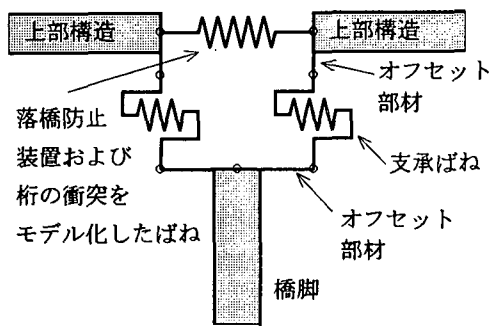 上部構造
上部構造
オフセット
部材
落橋防止
装置および
桁の衝突を
モデル化したばね
支承ばね
オフセット
部材
橋脚